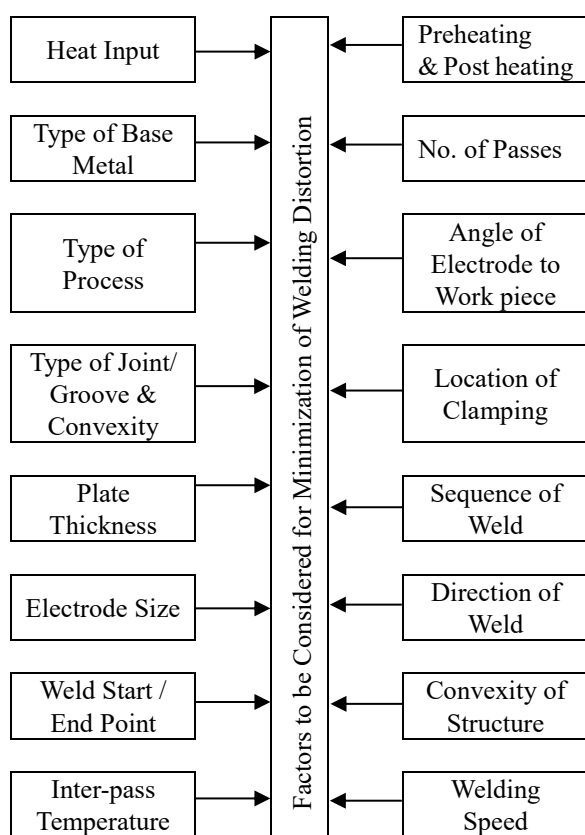 Heat Input
Type of Base
Metal
Type of
Process
Type of Joint/
Groove &
Convexity
Plate
Thickness
Electrode Size
Weld Start /
End Point
Inter-pass
Temperature
Factors to be Considered for Minimization of Welding Distortion
Preheating
& Post heating
No. of Passes
Angle of
Electrode to
Work piece
Location of
Clamping
Sequence of
Weld
Direction of
Weld
Convexity of
Structure
Welding
Speed